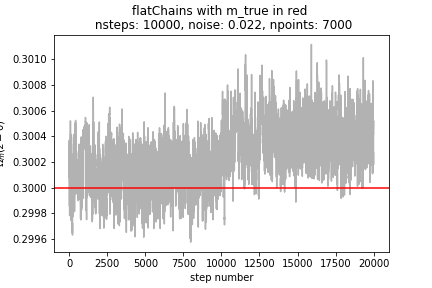 flatChains with m_true in red
nsteps: 10000, noise: 0.022, npoints: 7000
0.3010
0.3008
0.3006
0.3004
0.3002
0.3000
0.2998
0.2996
0 2500 5000 7500 10000 12500 15000 17500 20000
step number